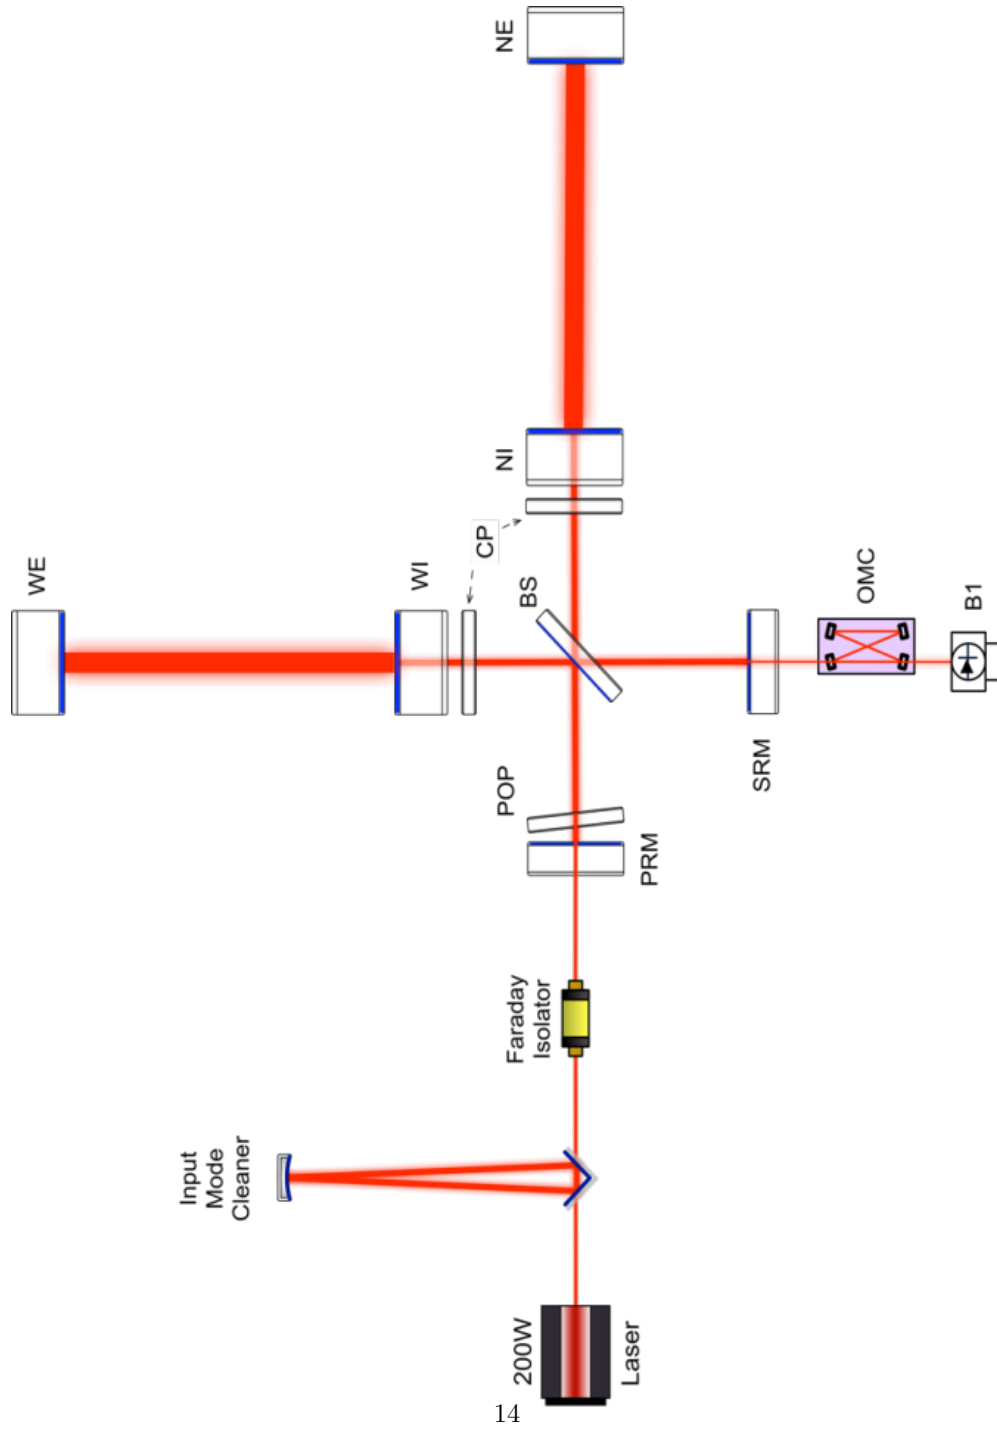 NE
NI
CP
WE
WI
BS
OMC
B1
SRM
POP
PRM
Faraday
Isolator
Input
Mode
Cleaner
200W
Laser
14